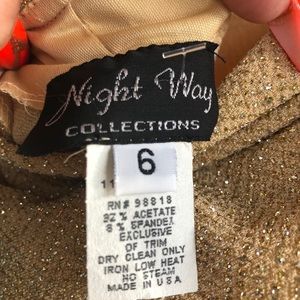 Night Way
COLLECTIONS
6
11
RN# 98818
92% ACETATE
8% SPANDEX
EXCLUSIVE
OF TRIM
DRY CLEAN ONLY
IRON LOW HEAT
NO STEAM
MADE IN U.S.A